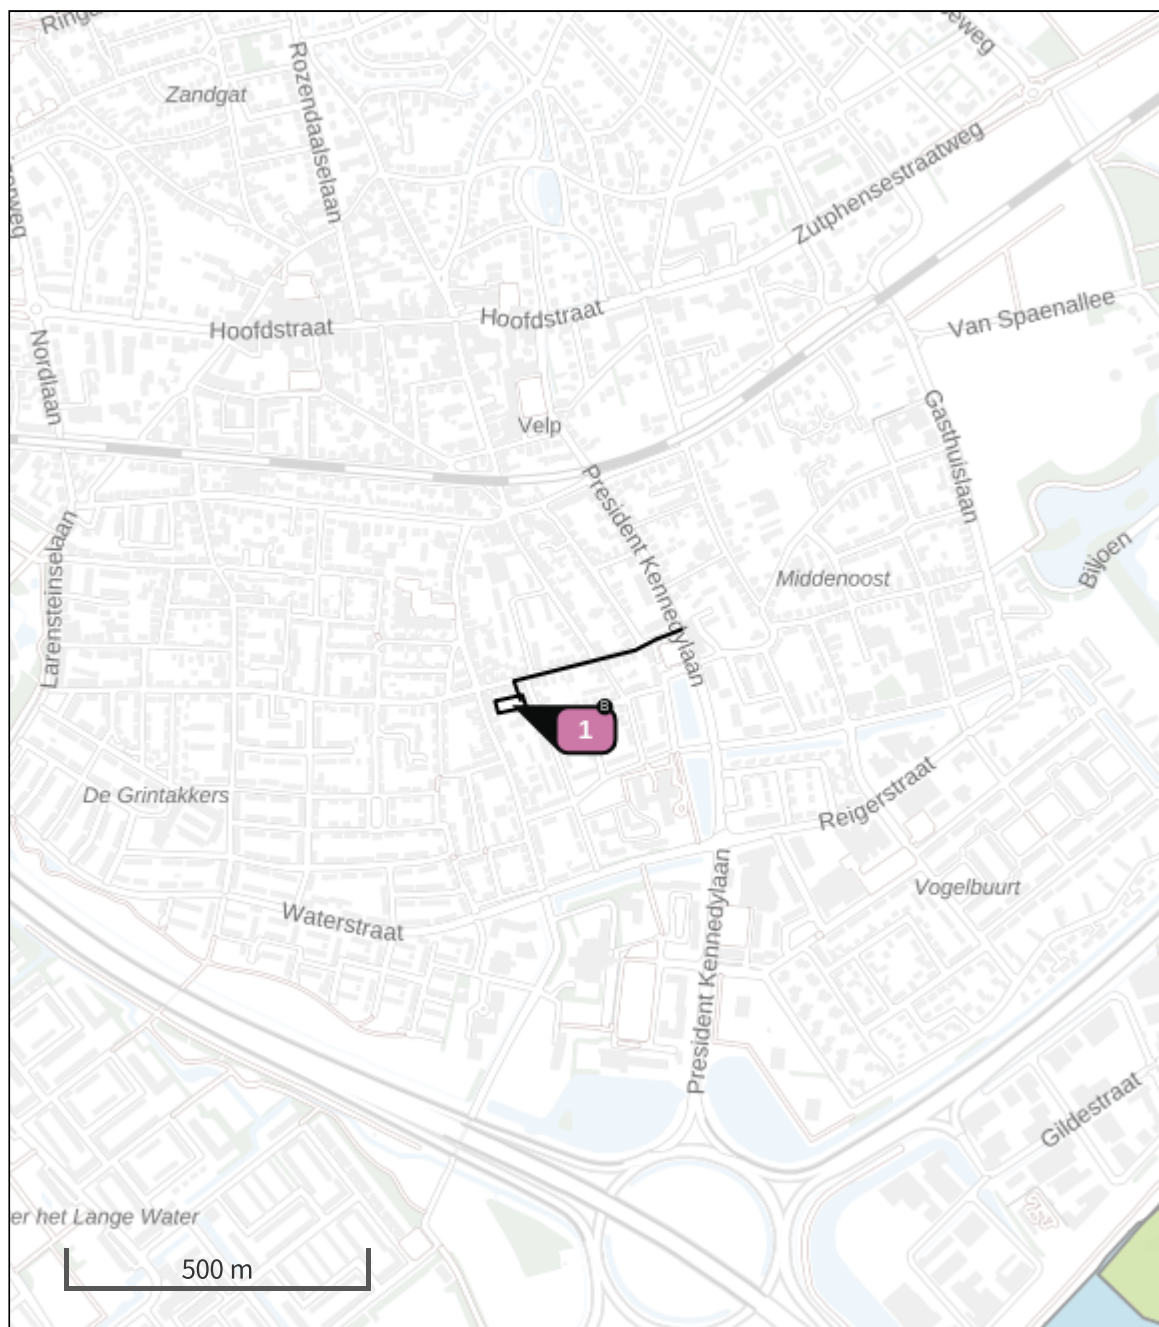 Zandgat
Rozendaalselaan
Zutphensestraatweg
Hoofdstraat
Hoofdstraat
Van Spaenallee
Nordlaan
Velp
Gasthuislaan
President Kennedylaan
Larensteinselaan
Middenoost
Biljoen
B
1
De Grintakkers
Reigerstraat
Vogelbuurt
Waterstraat
President Kennedylaan
Gildestraat
er het Lange Water
500 m